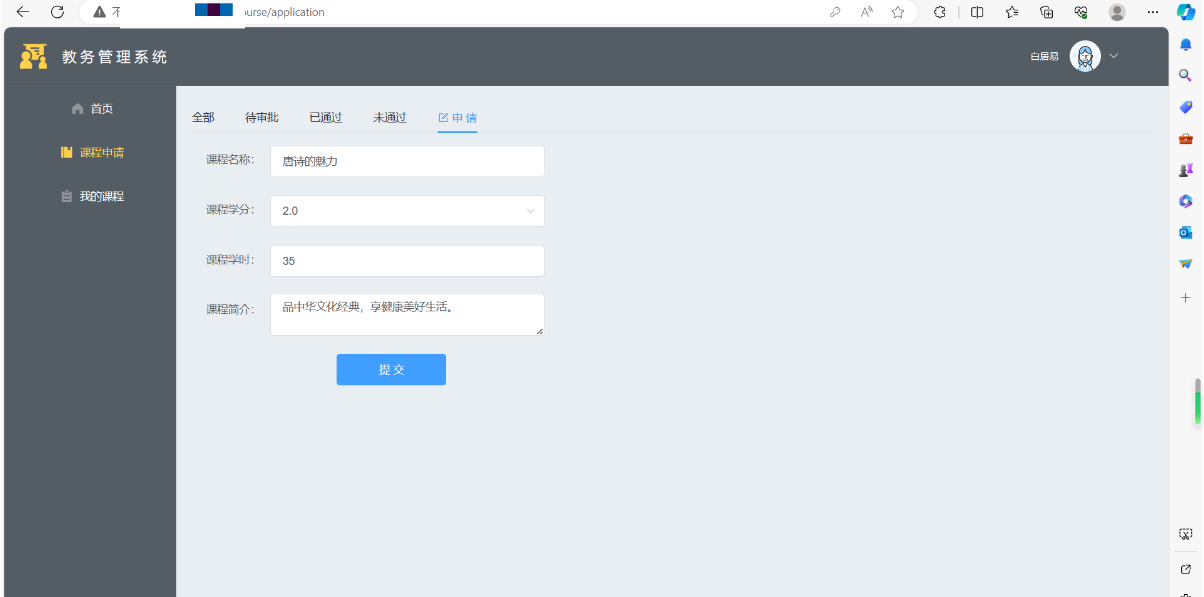 不
urse/application
教务管理系统
白居易
首页
课程申请
我的课程
全部 待审批 已通过 未通过 申 请
课程名称: 唐诗的魅力
课程学分: 2.0
课程学时: 35
课程简介: 品中华文化经典，享健康美好生活。
提 交